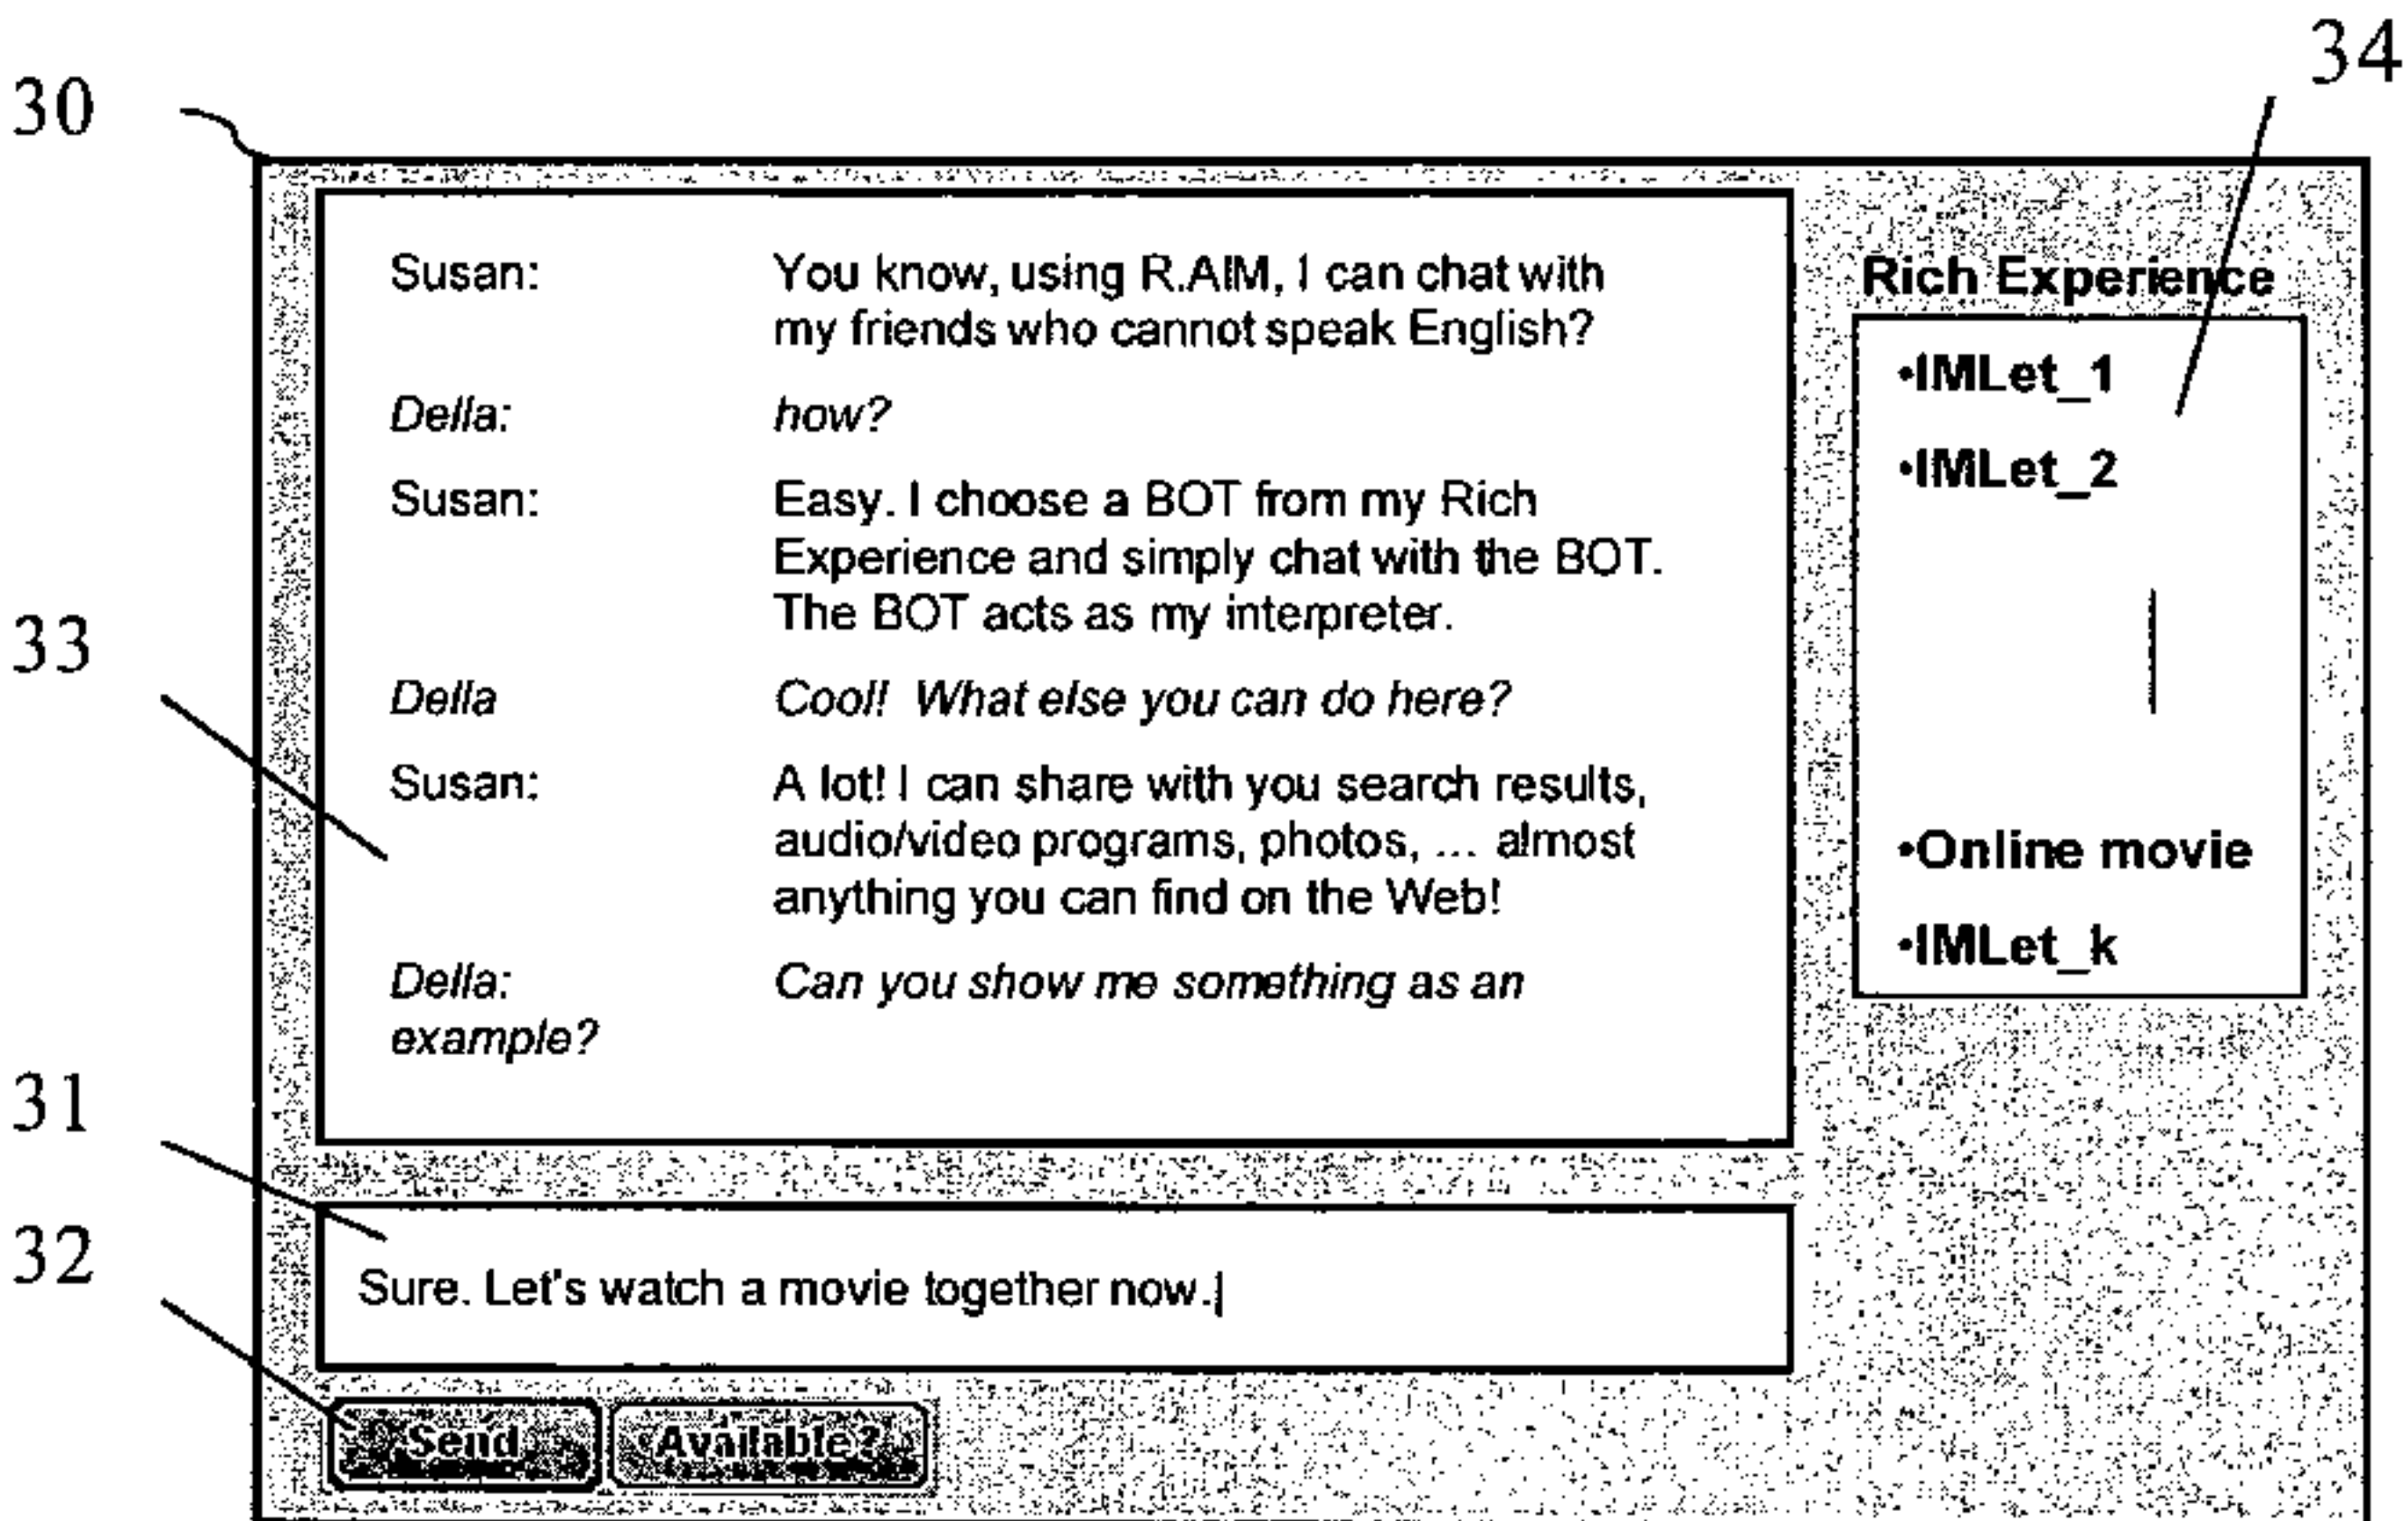 34
30
Susan: You know, using R.AIM, I can chat with
my friends who cannot speak English?
Della: how?
Susan: Easy. I choose a BOT from my Rich
Experience and simply chat with the BOT.
The BOT acts as my interpreter.
33
Della Cool! What else you can do here?
Susan: A lot! I can share with you search results,
audio/video programs, photos, ... almost
anything you can find on the Web!
Della: Can you show me something as an
example?
31
Sure. Let's watch a movie together now.
32
Send Available?
Rich Experience
•IMLet_1
•IMLet_2
•Online movie
•IMLet_k